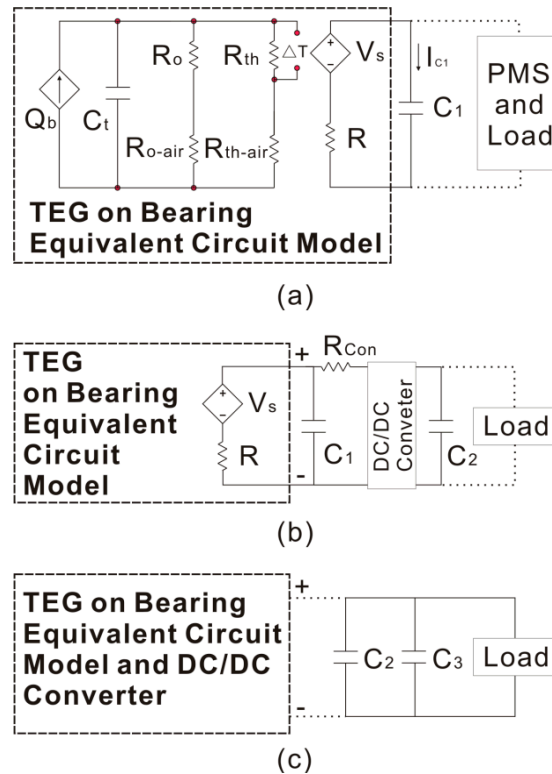 Qb
Ct
Ro
Ro-air
Rth
Rth-air
△T
+
-
Vs
R
IC1
C1
PMS
and
Load
TEG on Bearing
Equivalent Circuit Model
(a)
TEG
on Bearing
Equivalent
Circuit
Model
+
-
Vs
R
+
-
C1
RCon
DC/DC
Conveter
C2
Load
(b)
TEG on Bearing
Equivalent Circuit
Model and DC/DC
Converter
+
-
C2
C3
Load
(c)